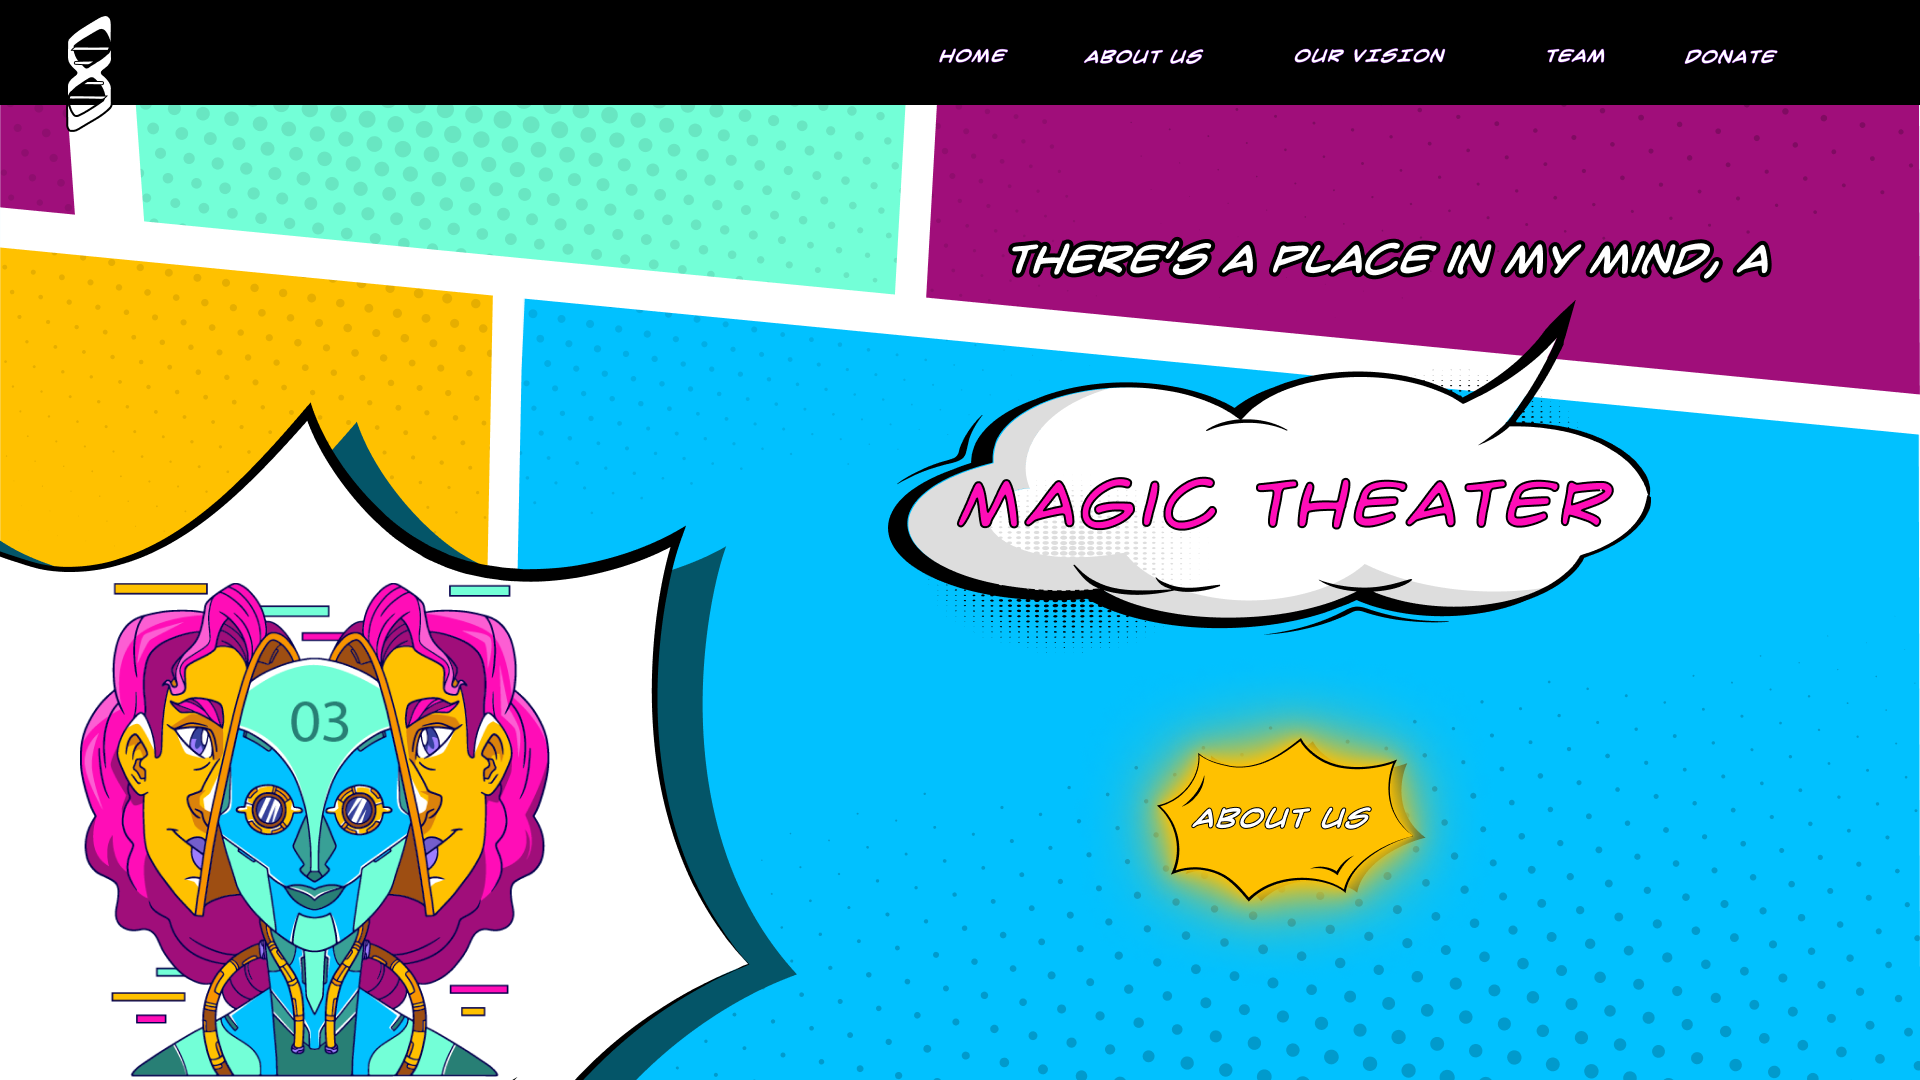 HOME ABOUT US OUR VISION TEAM DONATE
THERE'S A PLACE IN MY MIND, A
MAGIC THEATER
03
ABOUT US